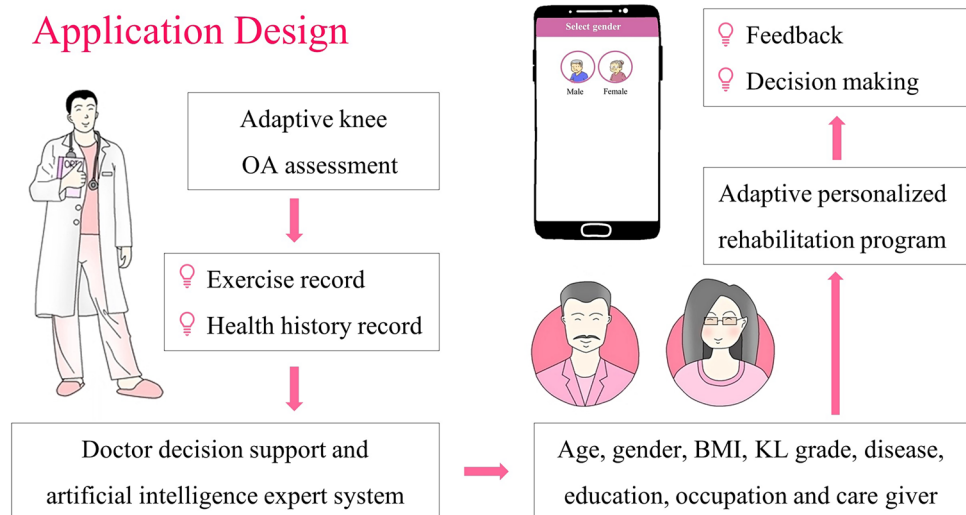 Application Design
Adaptive knee
OA assessment
Exercise record
Health history record
Doctor decision support and
artificial intelligence expert system
Select gender
Male Female
Age, gender, BMI, KL grade, disease,
education, occupation and care giver
Adaptive personalized
rehabilitation program
Feedback
Decision making